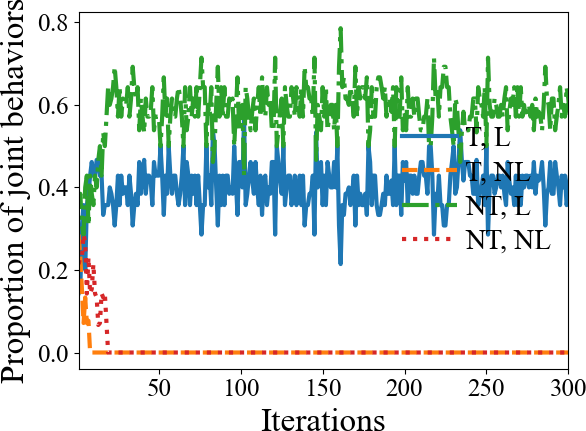 Proportion of joint behaviors
0.8
0.6
0.4
0.2
0.0
T, L
T, NL
NT, L
NT, NL
50
100
150
200
250
300
Iterations